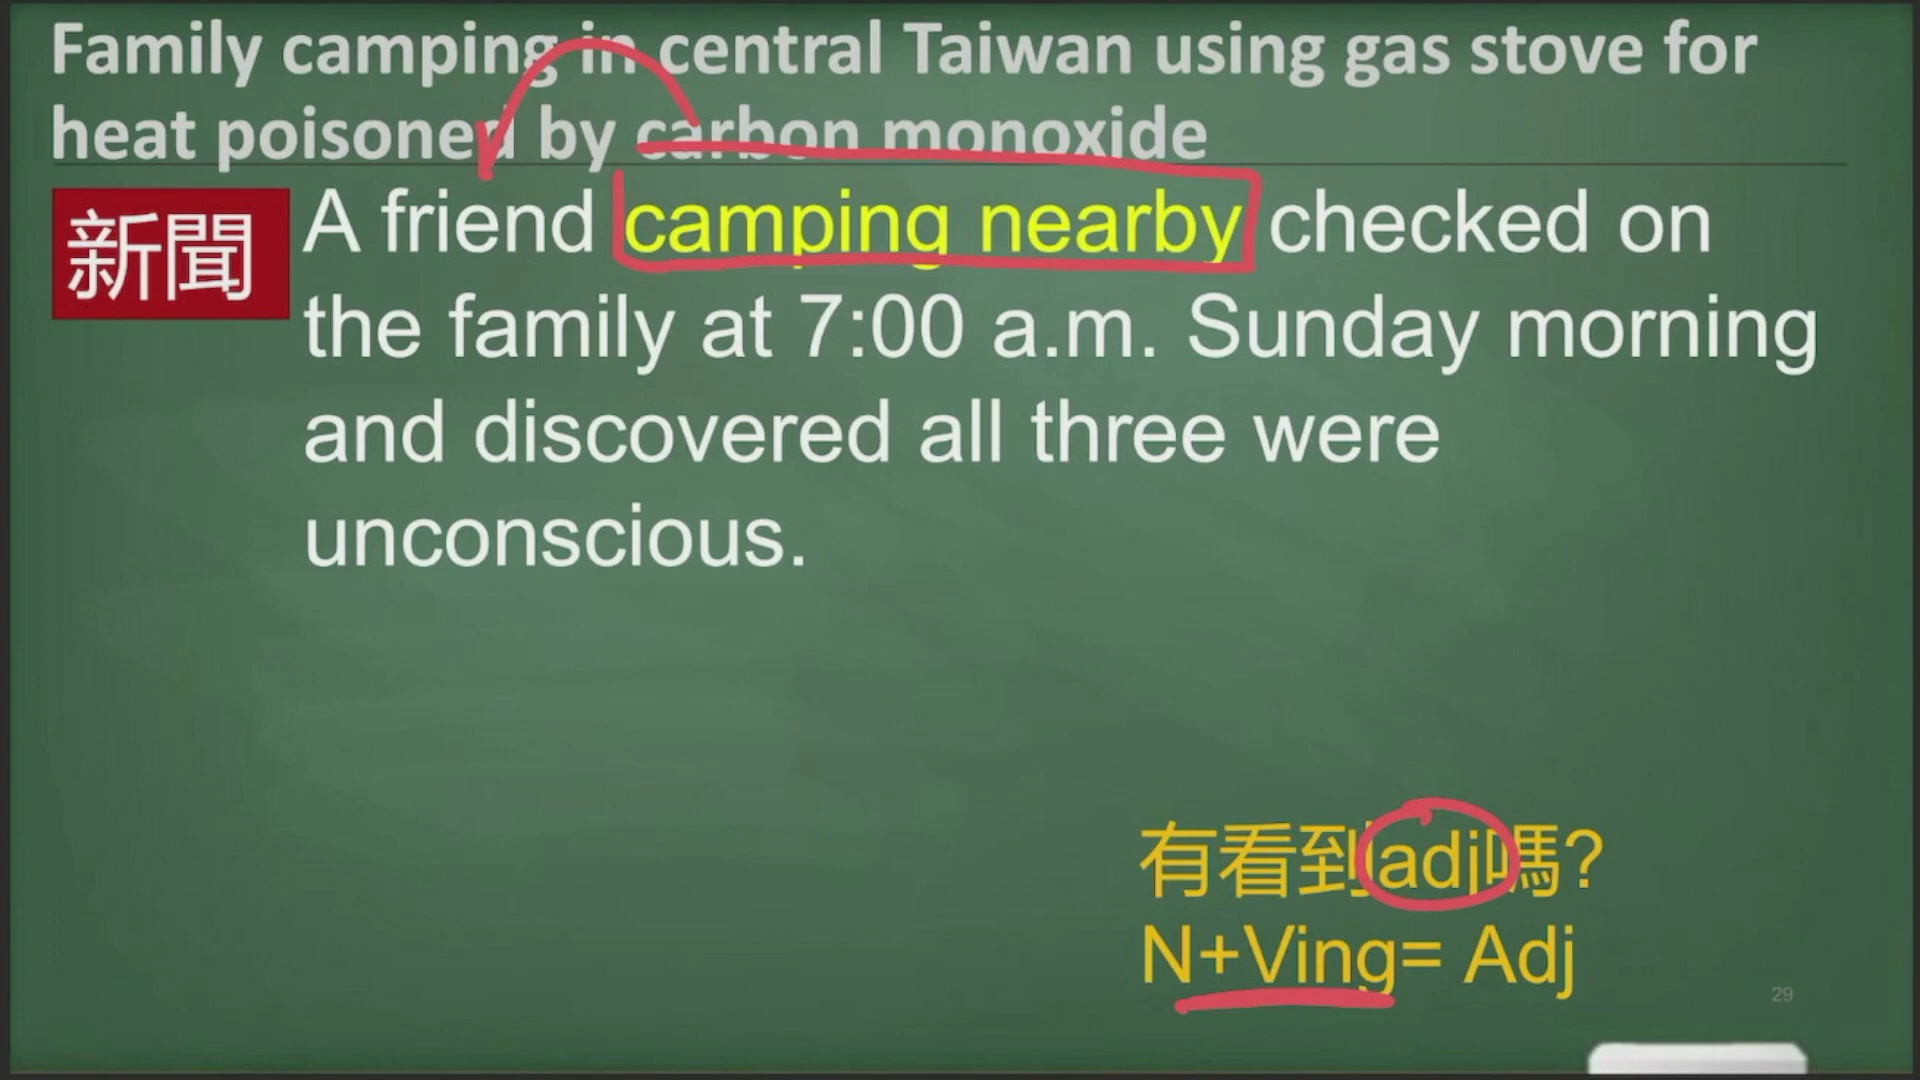 Family camping in central Taiwan using gas stove for
heat poisoned by carbon monoxide
新聞
A friend camping nearby checked on
the family at 7:00 a.m. Sunday morning
and discovered all three were
unconscious.
有看到adj嗎?
N+Ving= Adj
29